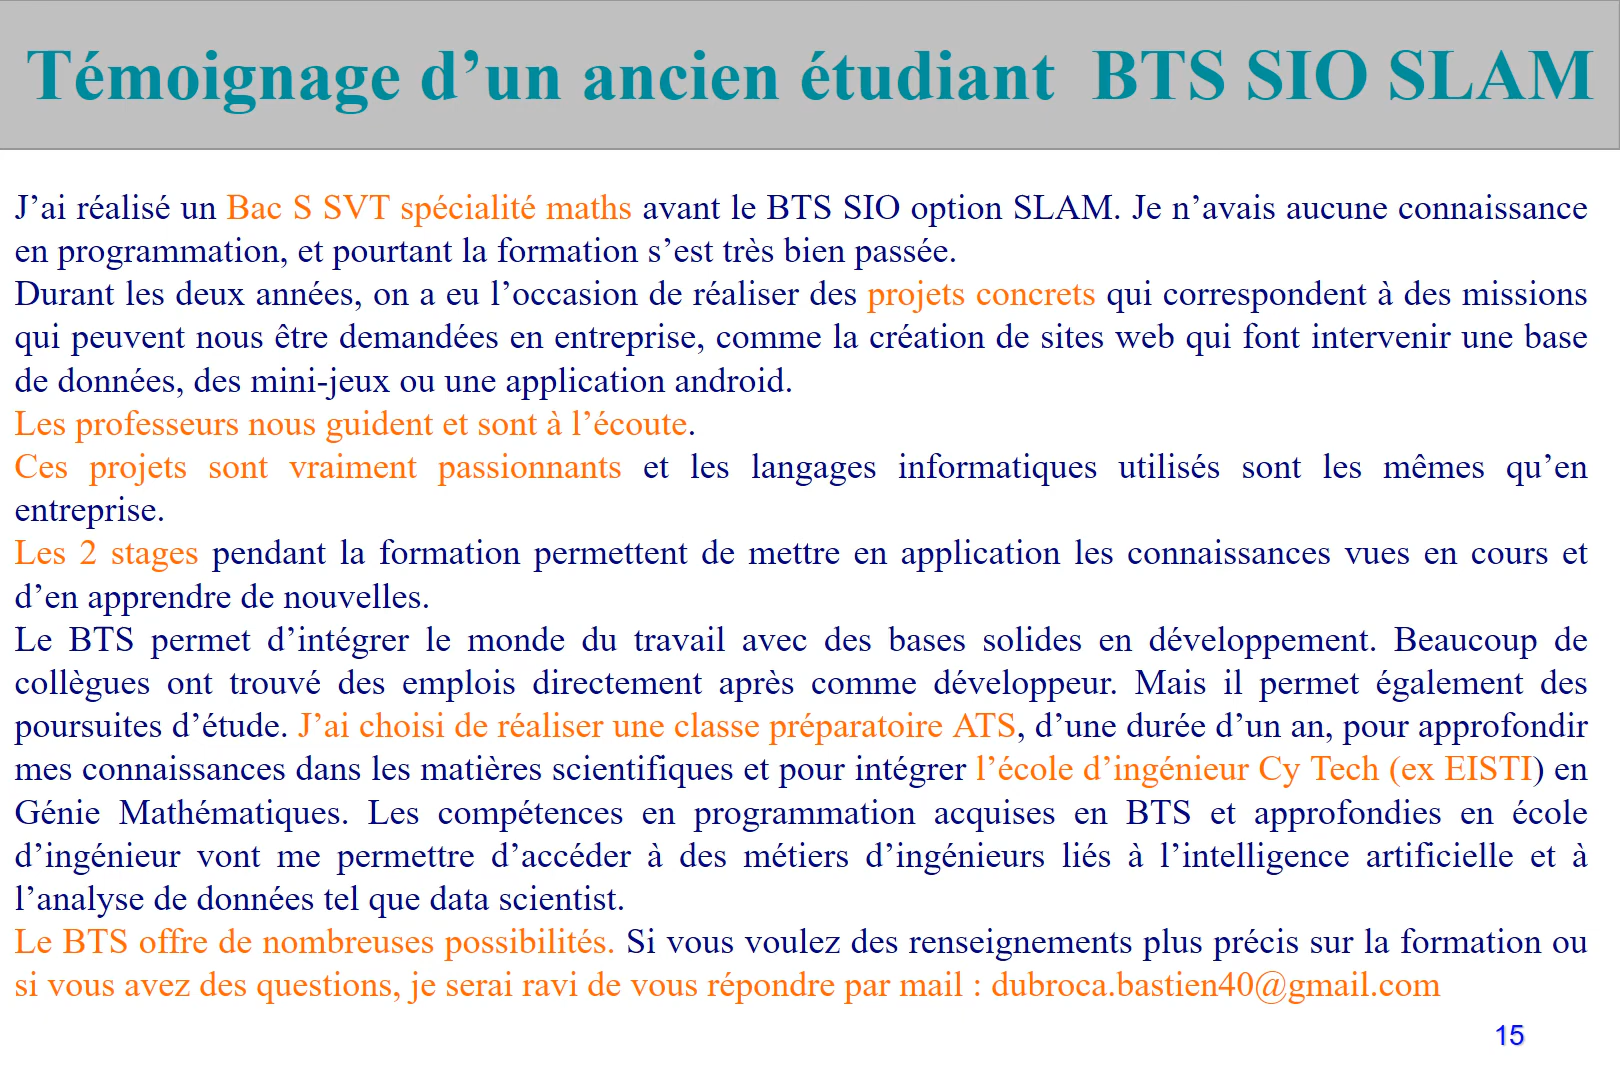 Témoignage d’un ancien étudiant BTS SIO SLAM
J’ai réalisé un Bac S SVT spécialité maths avant le BTS SIO option SLAM. Je n’avais aucune connaissance
en programmation, et pourtant la formation s’est très bien passée.
Durant les deux années, on a eu l’occasion de réaliser des projets concrets qui correspondent à des missions
qui peuvent nous être demandées en entreprise, comme la création de sites web qui font intervenir une base
de données, des mini-jeux ou une application android.
Les professeurs nous guident et sont à l’écoute.
Ces projets sont vraiment passionnants et les langages informatiques utilisés sont les mêmes qu’en
entreprise.
Les 2 stages pendant la formation permettent de mettre en application les connaissances vues en cours et
d’en apprendre de nouvelles.
Le BTS permet d’intégrer le monde du travail avec des bases solides en développement. Beaucoup de
collègues ont trouvé des emplois directement après comme développeur. Mais il permet également des
poursuites d’étude. J’ai choisi de réaliser une classe préparatoire ATS, d’une durée d’un an, pour approfondir
mes connaissances dans les matières scientifiques et pour intégrer l’école d’ingénieur Cy Tech (ex EISTI) en
Génie Mathématiques. Les compétences en programmation acquises en BTS et approfondies en école
d’ingénieur vont me permettre d’accéder à des métiers d’ingénieurs liés à l’intelligence artificielle et à
l’analyse de données tel que data scientist.
Le BTS offre de nombreuses possibilités. Si vous voulez des renseignements plus précis sur la formation ou
si vous avez des questions, je serai ravi de vous répondre par mail : dubroca.bastien40@gmail.com
15